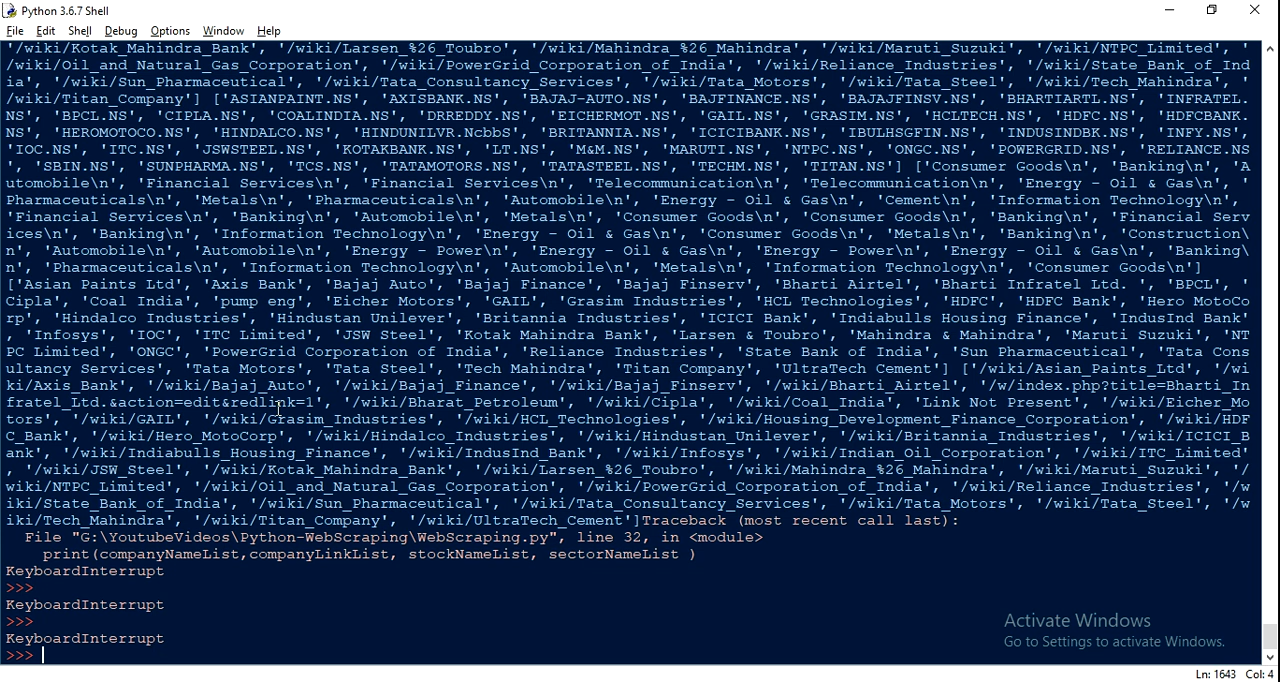 Python 3.6.7 Shell
File Edit Shell Debug Options Window Help
'/wiki/Kotak_Mahindra_Bank', '/wiki/Larsen_%26_Toubro', '/wiki/Mahindra_%26_Mahindra', '/wiki/Maruti_Suzuki', '/wiki/NTPC_Limited', '
/wiki/Oil_and_Natural_Gas_Corporation', '/wiki/PowerGrid_Corporation_of_India', '/wiki/Reliance_Industries', '/wiki/State_Bank_of_Ind
ia', '/wiki/Sun_Pharmaceutical', '/wiki/Tata_Consultancy_Services', '/wiki/Tata_Motors', '/wiki/Tata_Steel', '/wiki/Tech_Mahindra', '
/wiki/Titan_Company'] ['ASIANPAINT.NS', 'AXISBANK.NS', 'BAJAJ-AUTO.NS', 'BAJFINANCE.NS', 'BAJAJFINSV.NS', 'BHARTIARTL.NS', 'INFRATEL.
NS', 'BPCL.NS', 'CIPLA.NS', 'COALINDIA.NS', 'DRREDDY.NS', 'EICHERMOT.NS', 'GAIL.NS', 'GRASIM.NS', 'HCLTECH.NS', 'HDFC.NS', 'HDFCBANK.
NS', 'HEROMOTOCO.NS', 'HINDALCO.NS', 'HINDUNILVR.NcbbS', 'BRITANNIA.NS', 'ICICIBANK.NS', 'IBULHSGFIN.NS', 'INDUSINDBK.NS', 'INFY.NS',
'IOC.NS', 'ITC.NS', 'JSWSTEEL.NS', 'KOTAKBANK.NS', 'LT.NS', 'M&M.NS', 'MARUTI.NS', 'NTPC.NS', 'ONGC.NS', 'POWERGRID.NS', 'RELIANCE.NS
', 'SBIN.NS', 'SUNPHARMA.NS', 'TCS.NS', 'TATAMOTORS.NS', 'TATASTEEL.NS', 'TECHM.NS', 'TITAN.NS'] ['Consumer Goods\n', 'Banking\n', 'A
utomobile\n', 'Financial Services\n', 'Financial Services\n', 'Telecommunication\n', 'Telecommunication\n', 'Energy - Oil & Gas\n', '
Pharmaceuticals\n', 'Metals\n', 'Pharmaceuticals\n', 'Automobile\n', 'Energy - Oil & Gas\n', 'Cement\n', 'Information Technology\n',
'Financial Services\n', 'Banking\n', 'Automobile\n', 'Metals\n', 'Consumer Goods\n', 'Consumer Goods\n', 'Banking\n', 'Financial Serv
ices\n', 'Banking\n', 'Information Technology\n', 'Energy - Oil & Gas\n', 'Consumer Goods\n', 'Metals\n', 'Banking\n', 'Construction\
n', 'Automobile\n', 'Automobile\n', 'Energy - Power\n', 'Energy - Oil & Gas\n', 'Energy - Power\n', 'Energy - Oil & Gas\n', 'Banking\
n', 'Pharmaceuticals\n', 'Information Technology\n', 'Automobile\n', 'Metals\n', 'Information Technology\n', 'Consumer Goods\n']
['Asian Paints Ltd', 'Axis Bank', 'Bajaj Auto', 'Bajaj Finance', 'Bajaj Finserv', 'Bharti Airtel', 'Bharti Infratel Ltd. ', 'BPCL', '
Cipla', 'Coal India', 'pump eng', 'Eicher Motors', 'GAIL', 'Grasim Industries', 'HCL Technologies', 'HDFC', 'HDFC Bank', 'Hero MotoCo
rp', 'Hindalco Industries', 'Hindustan Unilever', 'Britannia Industries', 'ICICI Bank', 'Indiabulls Housing Finance', 'IndusInd Bank'
, 'Infosys', 'IOC', 'ITC Limited', 'JSW Steel', 'Kotak Mahindra Bank', 'Larsen & Toubro', 'Mahindra & Mahindra', 'Maruti Suzuki', 'NT
PC Limited', 'ONGC', 'PowerGrid Corporation of India', 'Reliance Industries', 'State Bank of India', 'Sun Pharmaceutical', 'Tata Cons
ultancy Services', 'Tata Motors', 'Tata Steel', 'Tech Mahindra', 'Titan Company', 'UltraTech Cement'] ['/wiki/Asian_Paints_Ltd', '/wi
ki/Axis_Bank', '/wiki/Bajaj_Auto', '/wiki/Bajaj_Finance', '/wiki/Bajaj_Finserv', '/wiki/Bharti_Airtel', '/w/index.php?title=Bharti_In
fratel_Ltd.&action=edit&redlink=1', '/wiki/Bharat_Petroleum', '/wiki/Cipla', '/wiki/Coal_India', 'Link Not Present', '/wiki/Eicher_Mo
tors', '/wiki/GAIL', '/wiki/Grasim_Industries', '/wiki/HCL_Technologies', '/wiki/Housing_Development_Finance_Corporation', '/wiki/HDF
C_Bank', '/wiki/Hero_MotoCorp', '/wiki/Hindalco_Industries', '/wiki/Hindustan_Unilever', '/wiki/Britannia_Industries', '/wiki/ICICI_B
ank', '/wiki/Indiabulls_Housing_Finance', '/wiki/IndusInd_Bank', '/wiki/Infosys', '/wiki/Indian_Oil_Corporation', '/wiki/ITC_Limited'
, '/wiki/JSW_Steel', '/wiki/Kotak_Mahindra_Bank', '/wiki/Larsen_%26_Toubro', '/wiki/Mahindra_%26_Mahindra', '/wiki/Maruti_Suzuki', '/
wiki/NTPC_Limited', '/wiki/Oil_and_Natural_Gas_Corporation', '/wiki/PowerGrid_Corporation_of_India', '/wiki/Reliance_Industries', '/w
iki/State_Bank_of_India', '/wiki/Sun_Pharmaceutical', '/wiki/Tata_Consultancy_Services', '/wiki/Tata_Motors', '/wiki/Tata_Steel', '/w
iki/Tech_Mahindra', '/wiki/Titan_Company', '/wiki/UltraTech_Cement']Traceback (most recent call last):
  File "G:\YoutubeVideos\Python-WebScraping\WebScraping.py", line 32, in <module>
    print(companyNameList,companyLinkList, stockNameList, sectorNameList )
KeyboardInterrupt
>>>
KeyboardInterrupt
>>>
KeyboardInterrupt
>>>
Activate Windows
Go to Settings to activate Windows.
Ln: 1643 Col: 4